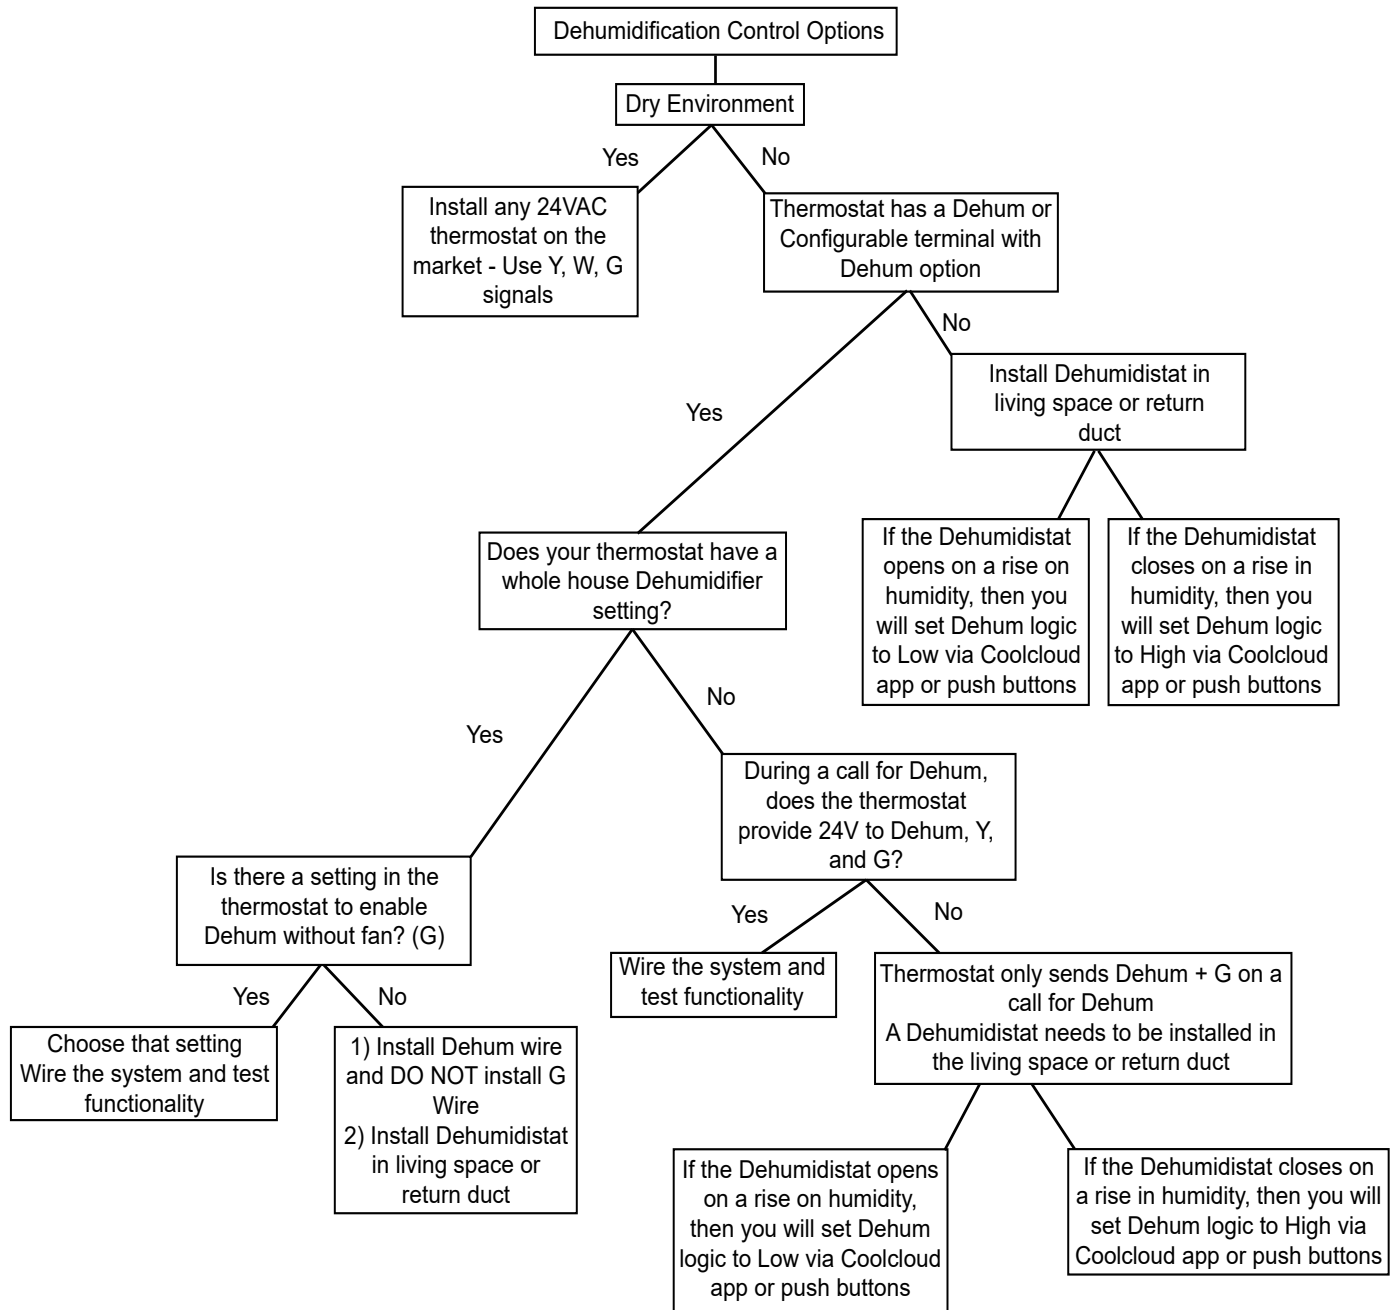 Dehumidification Control Options
Dry Environment
Yes
No
Install any 24VAC
thermostat on the
market - Use Y, W, G
signals
Thermostat has a Dehum or
Configurable terminal with
Dehum option
No
Install Dehumidistat in
living space or return
duct
Yes
If the Dehumidistat
opens on a rise on
humidity, then you
will set Dehum logic
to Low via Coolcloud
app or push buttons
If the Dehumidistat
closes on a rise in
humidity, then you
will set Dehum logic
to High via Coolcloud
app or push buttons
Does your thermostat have a
whole house Dehumidifier
setting?
No
Yes
During a call for Dehum,
does the thermostat
provide 24V to Dehum, Y,
and G?
Is there a setting in the
thermostat to enable
Dehum without fan? (G)
Yes
No
Wire the system and
test functionality
Thermostat only sends Dehum + G on a
call for Dehum
A Dehumidistat needs to be installed in
the living space or return duct
Yes
No
Choose that setting
Wire the system and test
functionality
1) Install Dehum wire
and DO NOT install G
Wire
2) Install Dehumidistat
in living space or
return duct
If the Dehumidistat opens
on a rise on humidity,
then you will set Dehum
logic to Low via Coolcloud
app or push buttons
If the Dehumidistat closes on
a rise in humidity, then you will
set Dehum logic to High via
Coolcloud app or push buttons